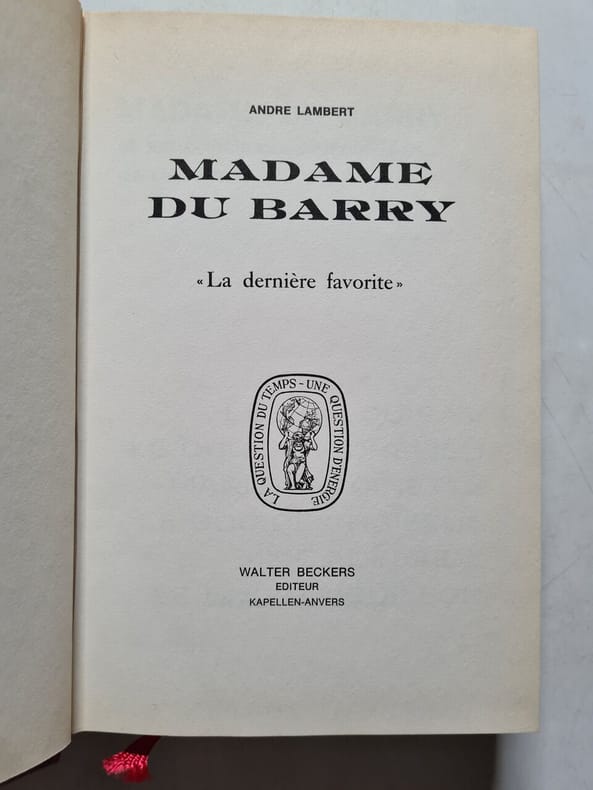 ANDRE LAMBERT
MADAME
DU BARRY
«La dernière favorite»
LA QUESTION DU TEMPS - UNE QUESTION D'ENERGIE
WALTER BECKERS
EDITEUR
KAPELLEN-ANVERS